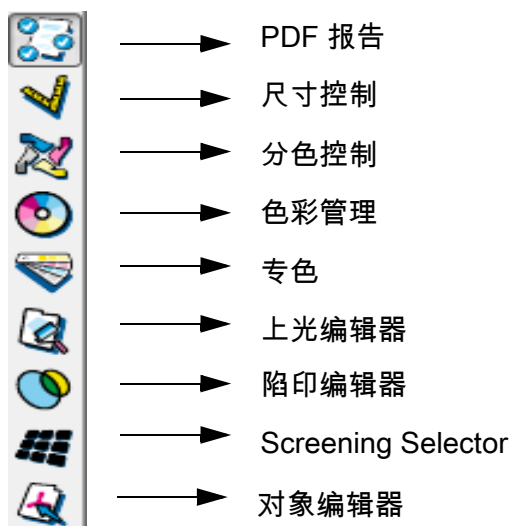 PDF 报告
尺寸控制
分色控制
色彩管理
专色
上光编辑器
陷印编辑器
Screening Selector
对象编辑器